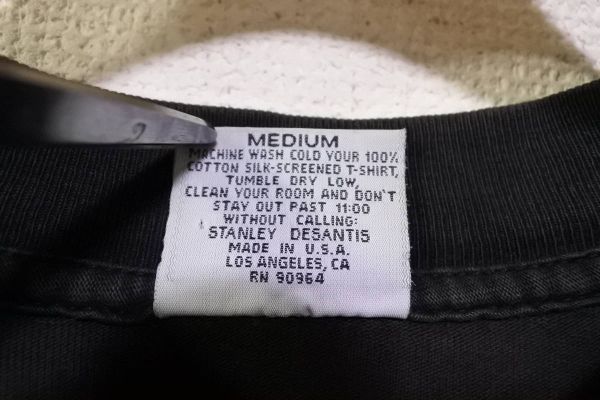 MEDIUM
MACHINE WASH COLD YOUR 100%
COTTON SILK-SCREENED T-SHIRT,
TUMBLE DRY LOW,
CLEAN YOUR ROOM AND DON'T
STAY OUT PAST 11:00
WITHOUT CALLING:
STANLEY DESANTIS
MADE IN U.S.A.
LOS ANGELES, CA
RN 90964